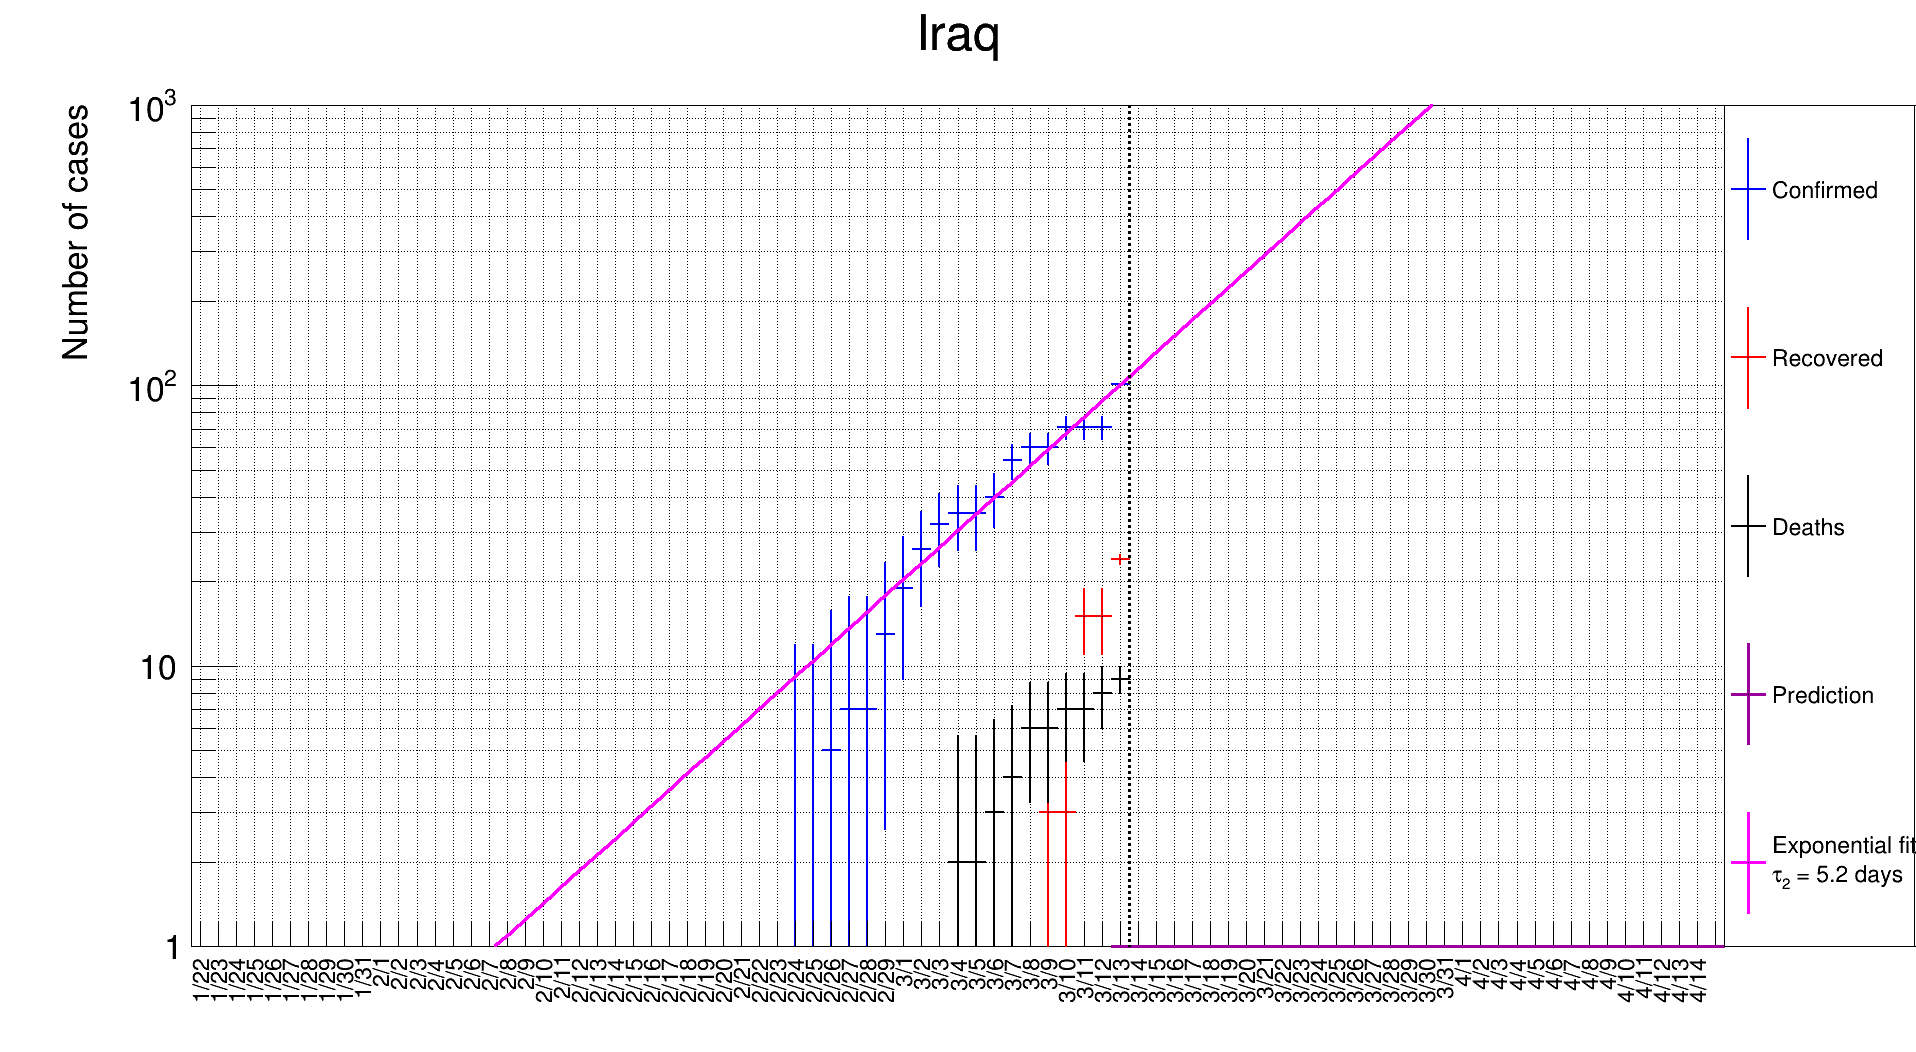 Iraq
Number of cases
10³
10²
10
1
1/22 1/23 1/24 1/25 1/26 1/27 1/28 1/29 1/30 1/31 2/1 2/2 2/3 2/4 2/5 2/6 2/7 2/8 2/9 2/10 2/11 2/12 2/13 2/14 2/15 2/16 2/17 2/18 2/19 2/20 2/21 2/22 2/23 2/24 2/25 2/26 2/27 2/28 2/29 3/1 3/2 3/3 3/4 3/5 3/6 3/7 3/8 3/9 3/10 3/11 3/12 3/13 3/14 3/15 3/16 3/17 3/18 3/19 3/20 3/21 3/22 3/23 3/24 3/25 3/26 3/27 3/28 3/29 3/30 3/31 4/1 4/2 4/3 4/4 4/5 4/6 4/7 4/8 4/9 4/10 4/11 4/12 4/13 4/14
Confirmed
Recovered
Deaths
Prediction
Exponential fit
τ₂ = 5.2 days